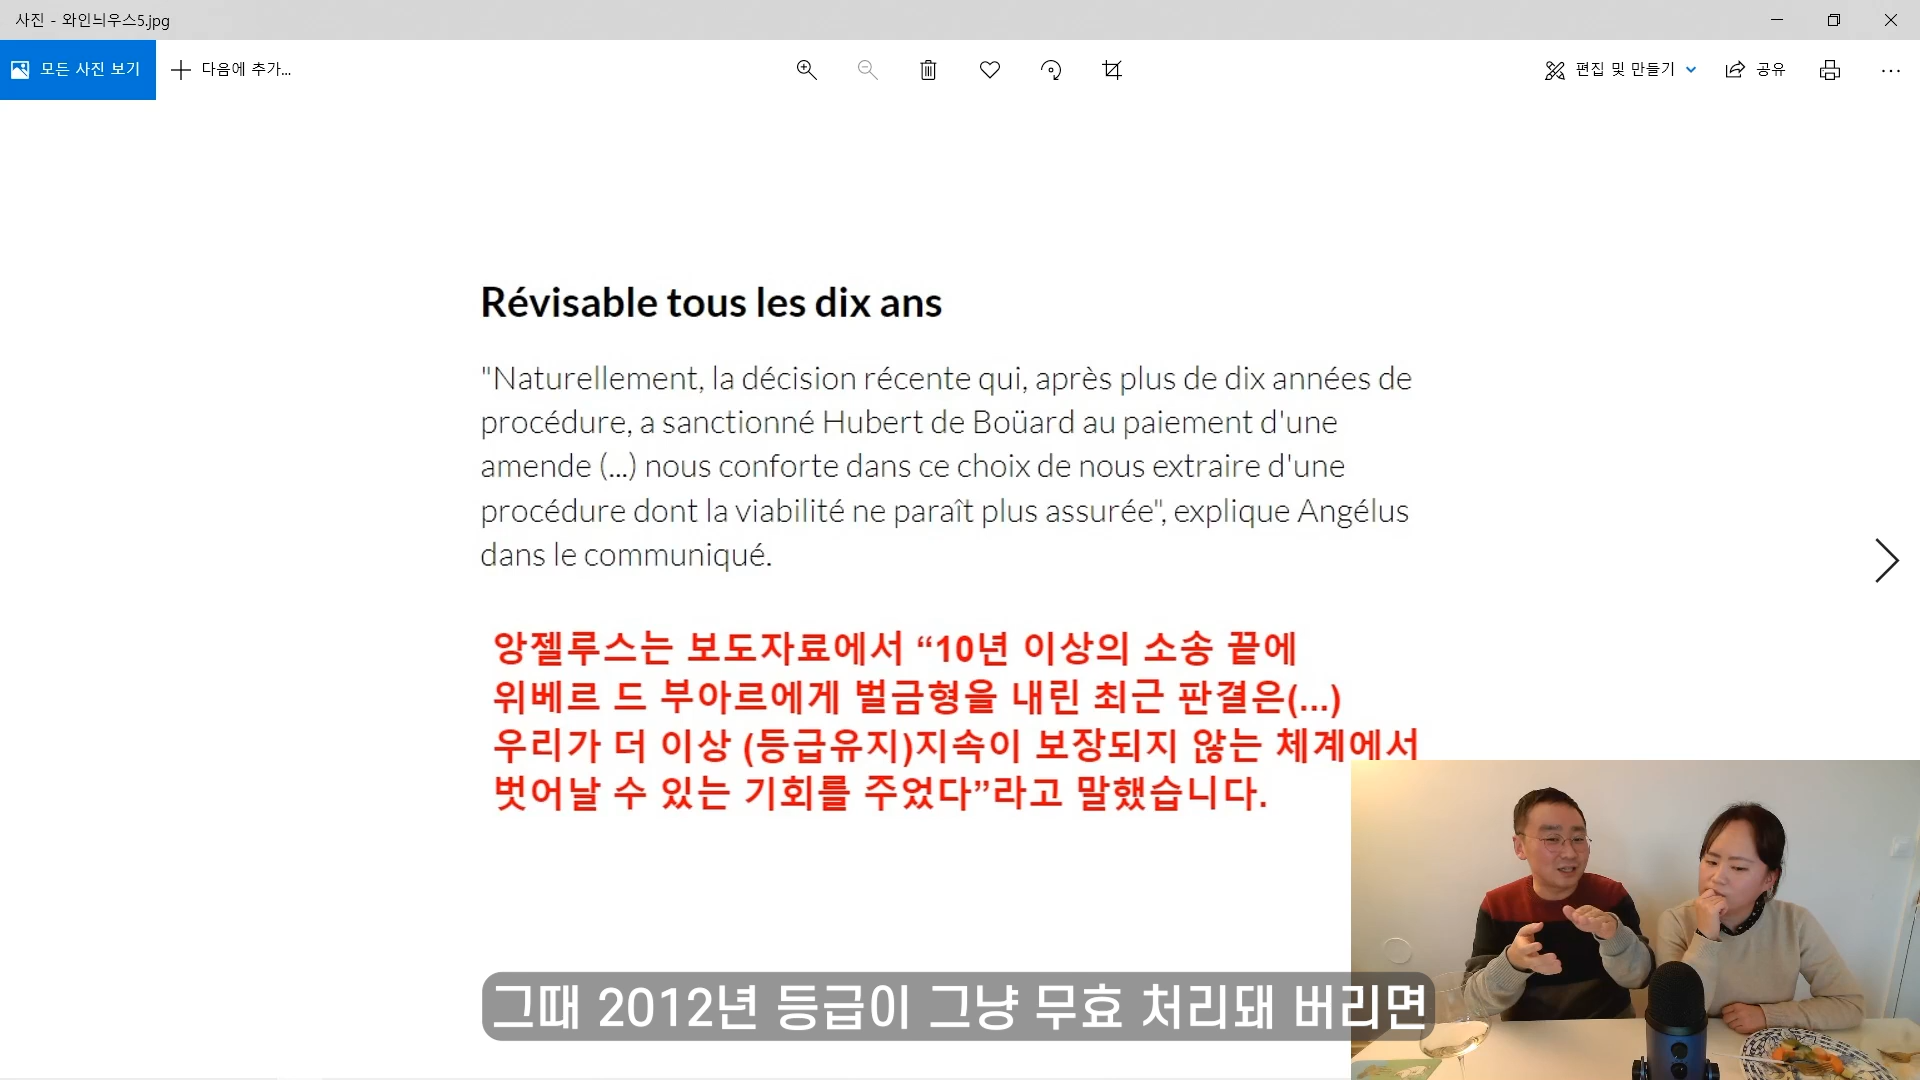 사진 - 와인늬우스5.jpg
모든 사진 보기
다음에 추가...
편집 및 만들기
공유
Révisable tous les dix ans
"Naturellement, la décision récente qui, après plus de dix années de
procédure, a sanctionné Hubert de Boüard au paiement d'une
amende (...) nous conforte dans ce choix de nous extraire d'une
procédure dont la viabilité ne paraît plus assurée", explique Angélus
dans le communiqué.
앙젤루스는 보도자료에서 “10년 이상의 소송 끝에
위베르 드 부아르에게 벌금형을 내린 최근 판결은(...)
우리가 더 이상 (등급유지)지속이 보장되지 않는 체계에서
벗어날 수 있는 기회를 주었다”라고 말했습니다.
그때 2012년 등급이 그냥 무효 처리돼 버리면